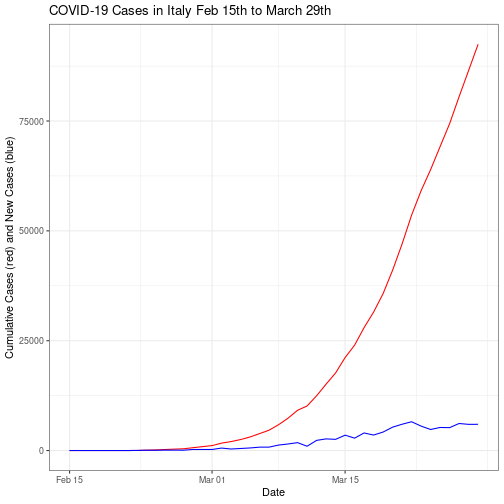 COVID-19 Cases in Italy Feb 15th to March 29th
Cumulative Cases (red) and New Cases (blue)
75000
50000
25000
0
Feb 15
Mar 01
Mar 15
Date